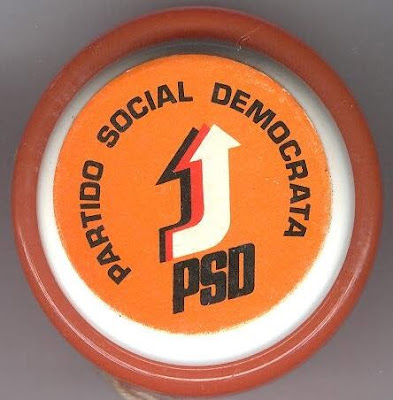 PARTIDO SOCIAL DEMOCRATA
PSD